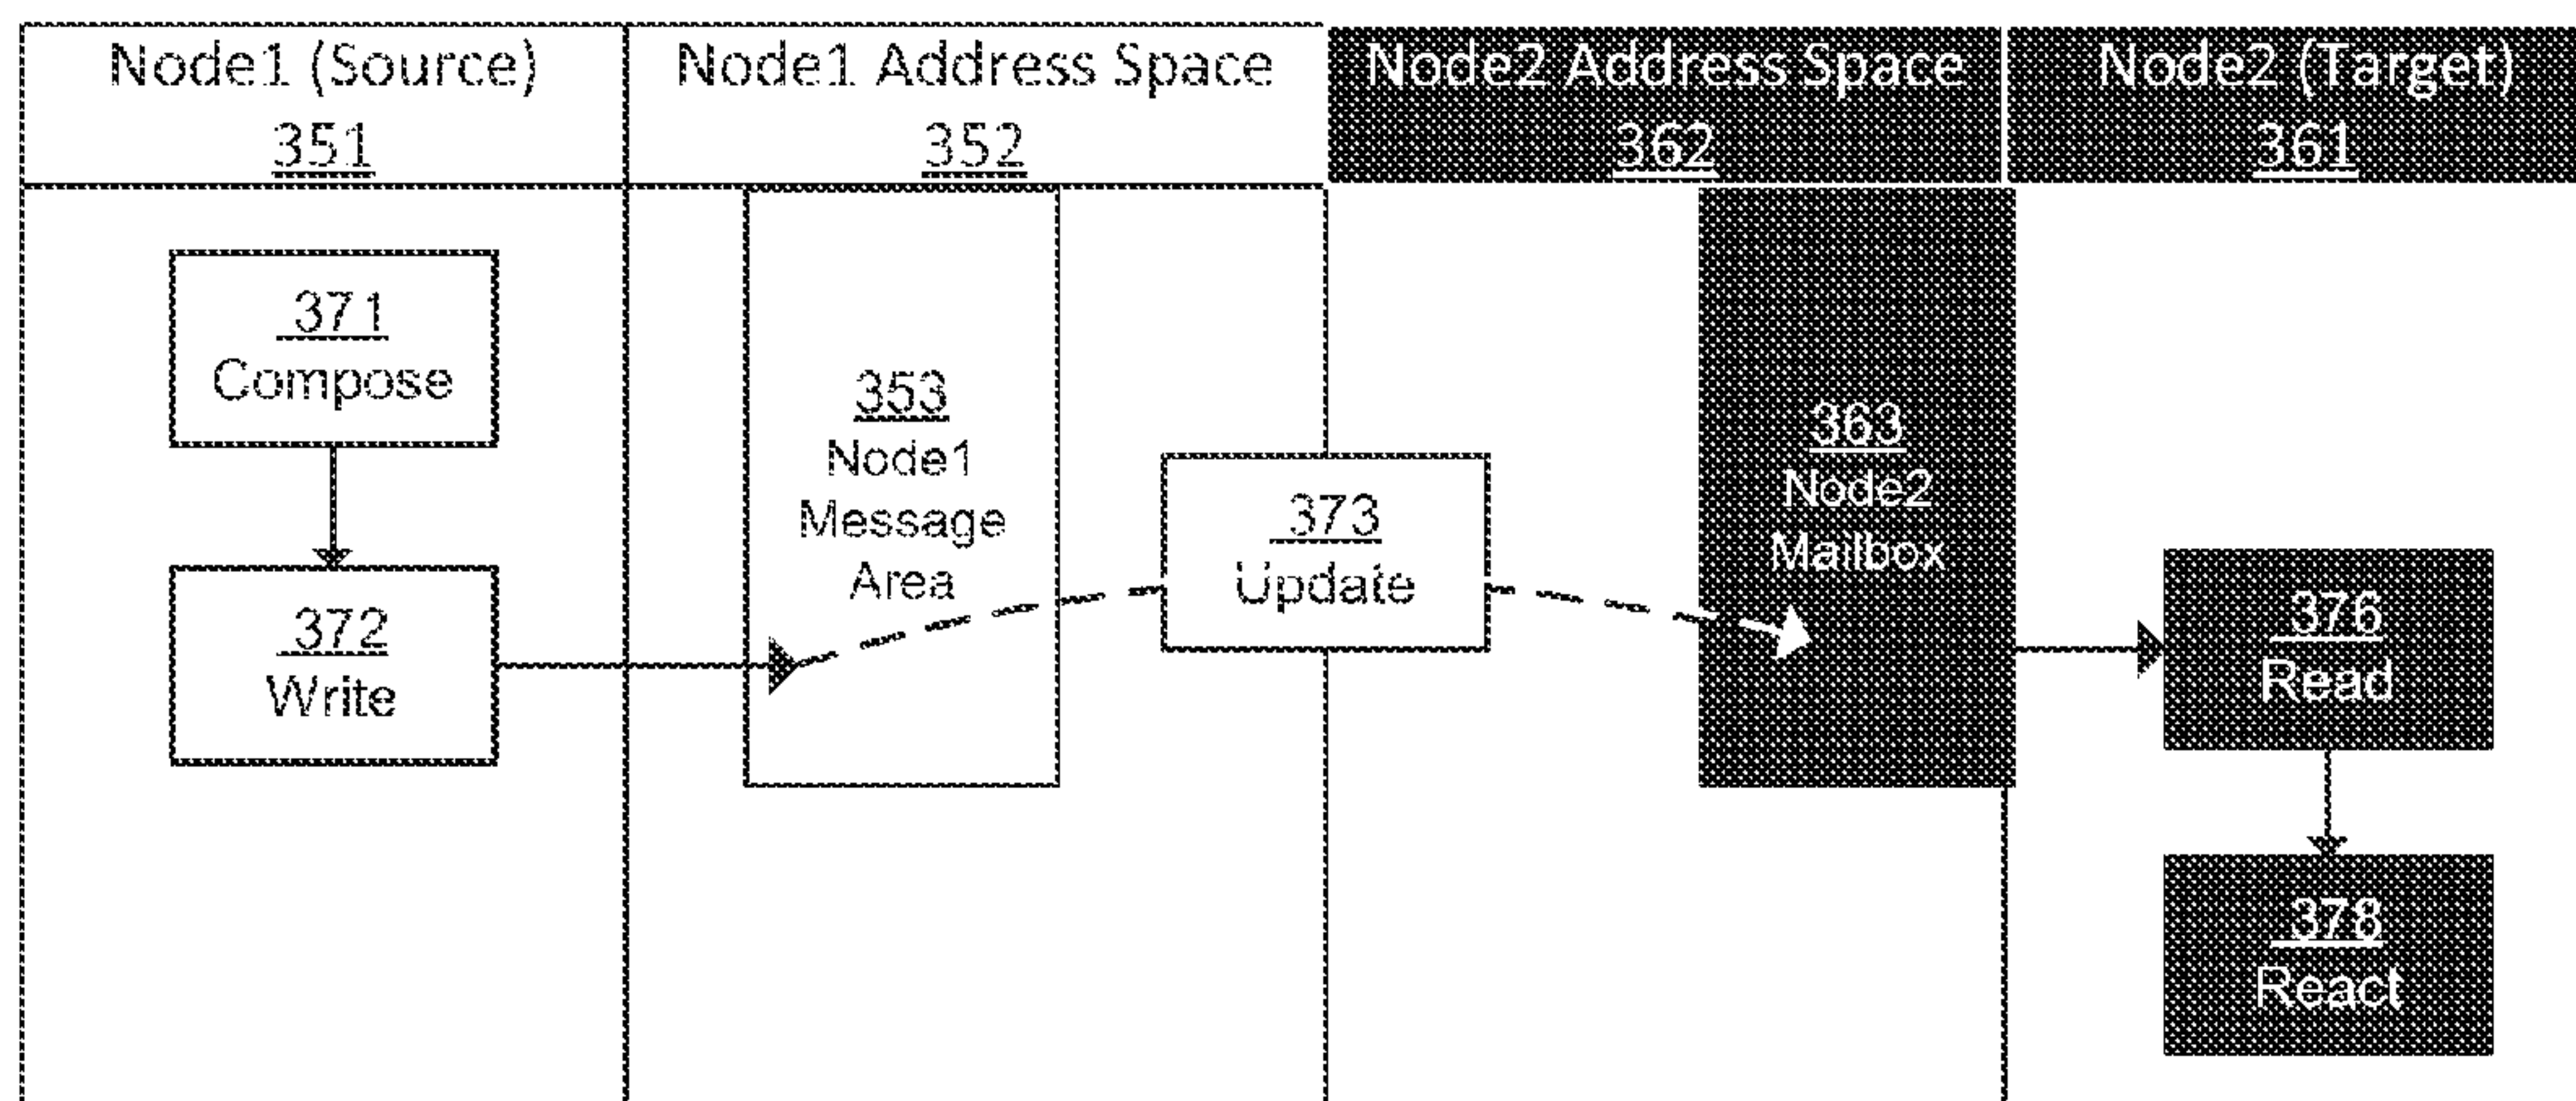 Node1 (Source)
351
Node1 Address Space
352
Node2 Address Space
362
Node2 (Target)
361
371
Compose
372
Write
353
Node1
Message
Area
373
Update
363
Node2
Mailbox
376
Read
378
React